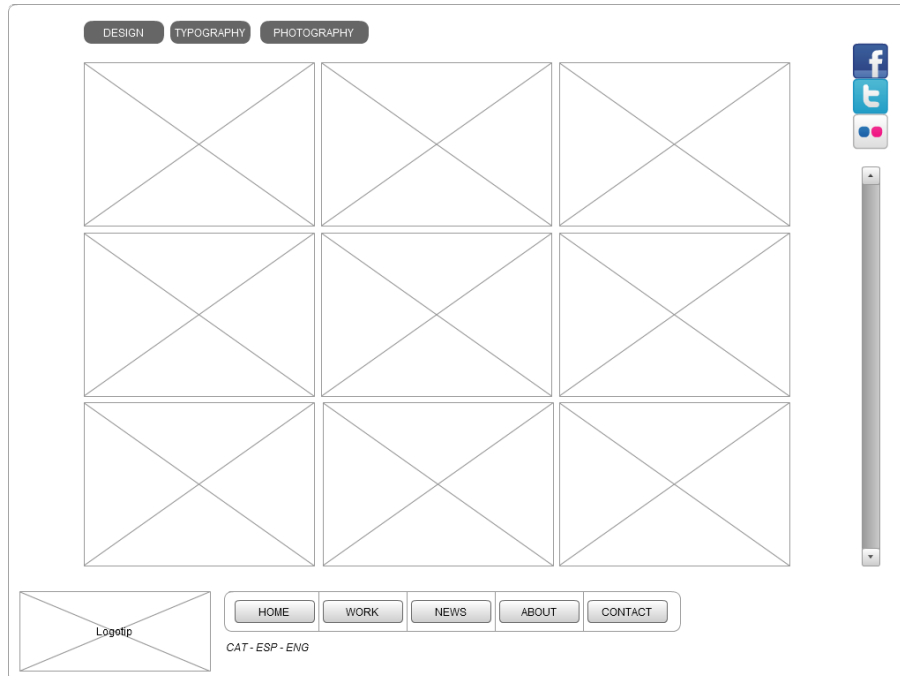 DESIGN TYPOGRAPHY PHOTOGRAPHY
f
t
HOME WORK NEWS ABOUT CONTACT
Logotip
CAT - ESP - ENG